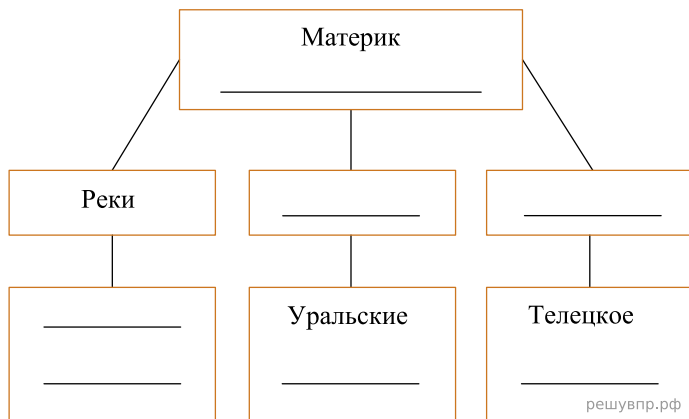 Материк
Реки
Уральские
Телецкое
решувпр.рф